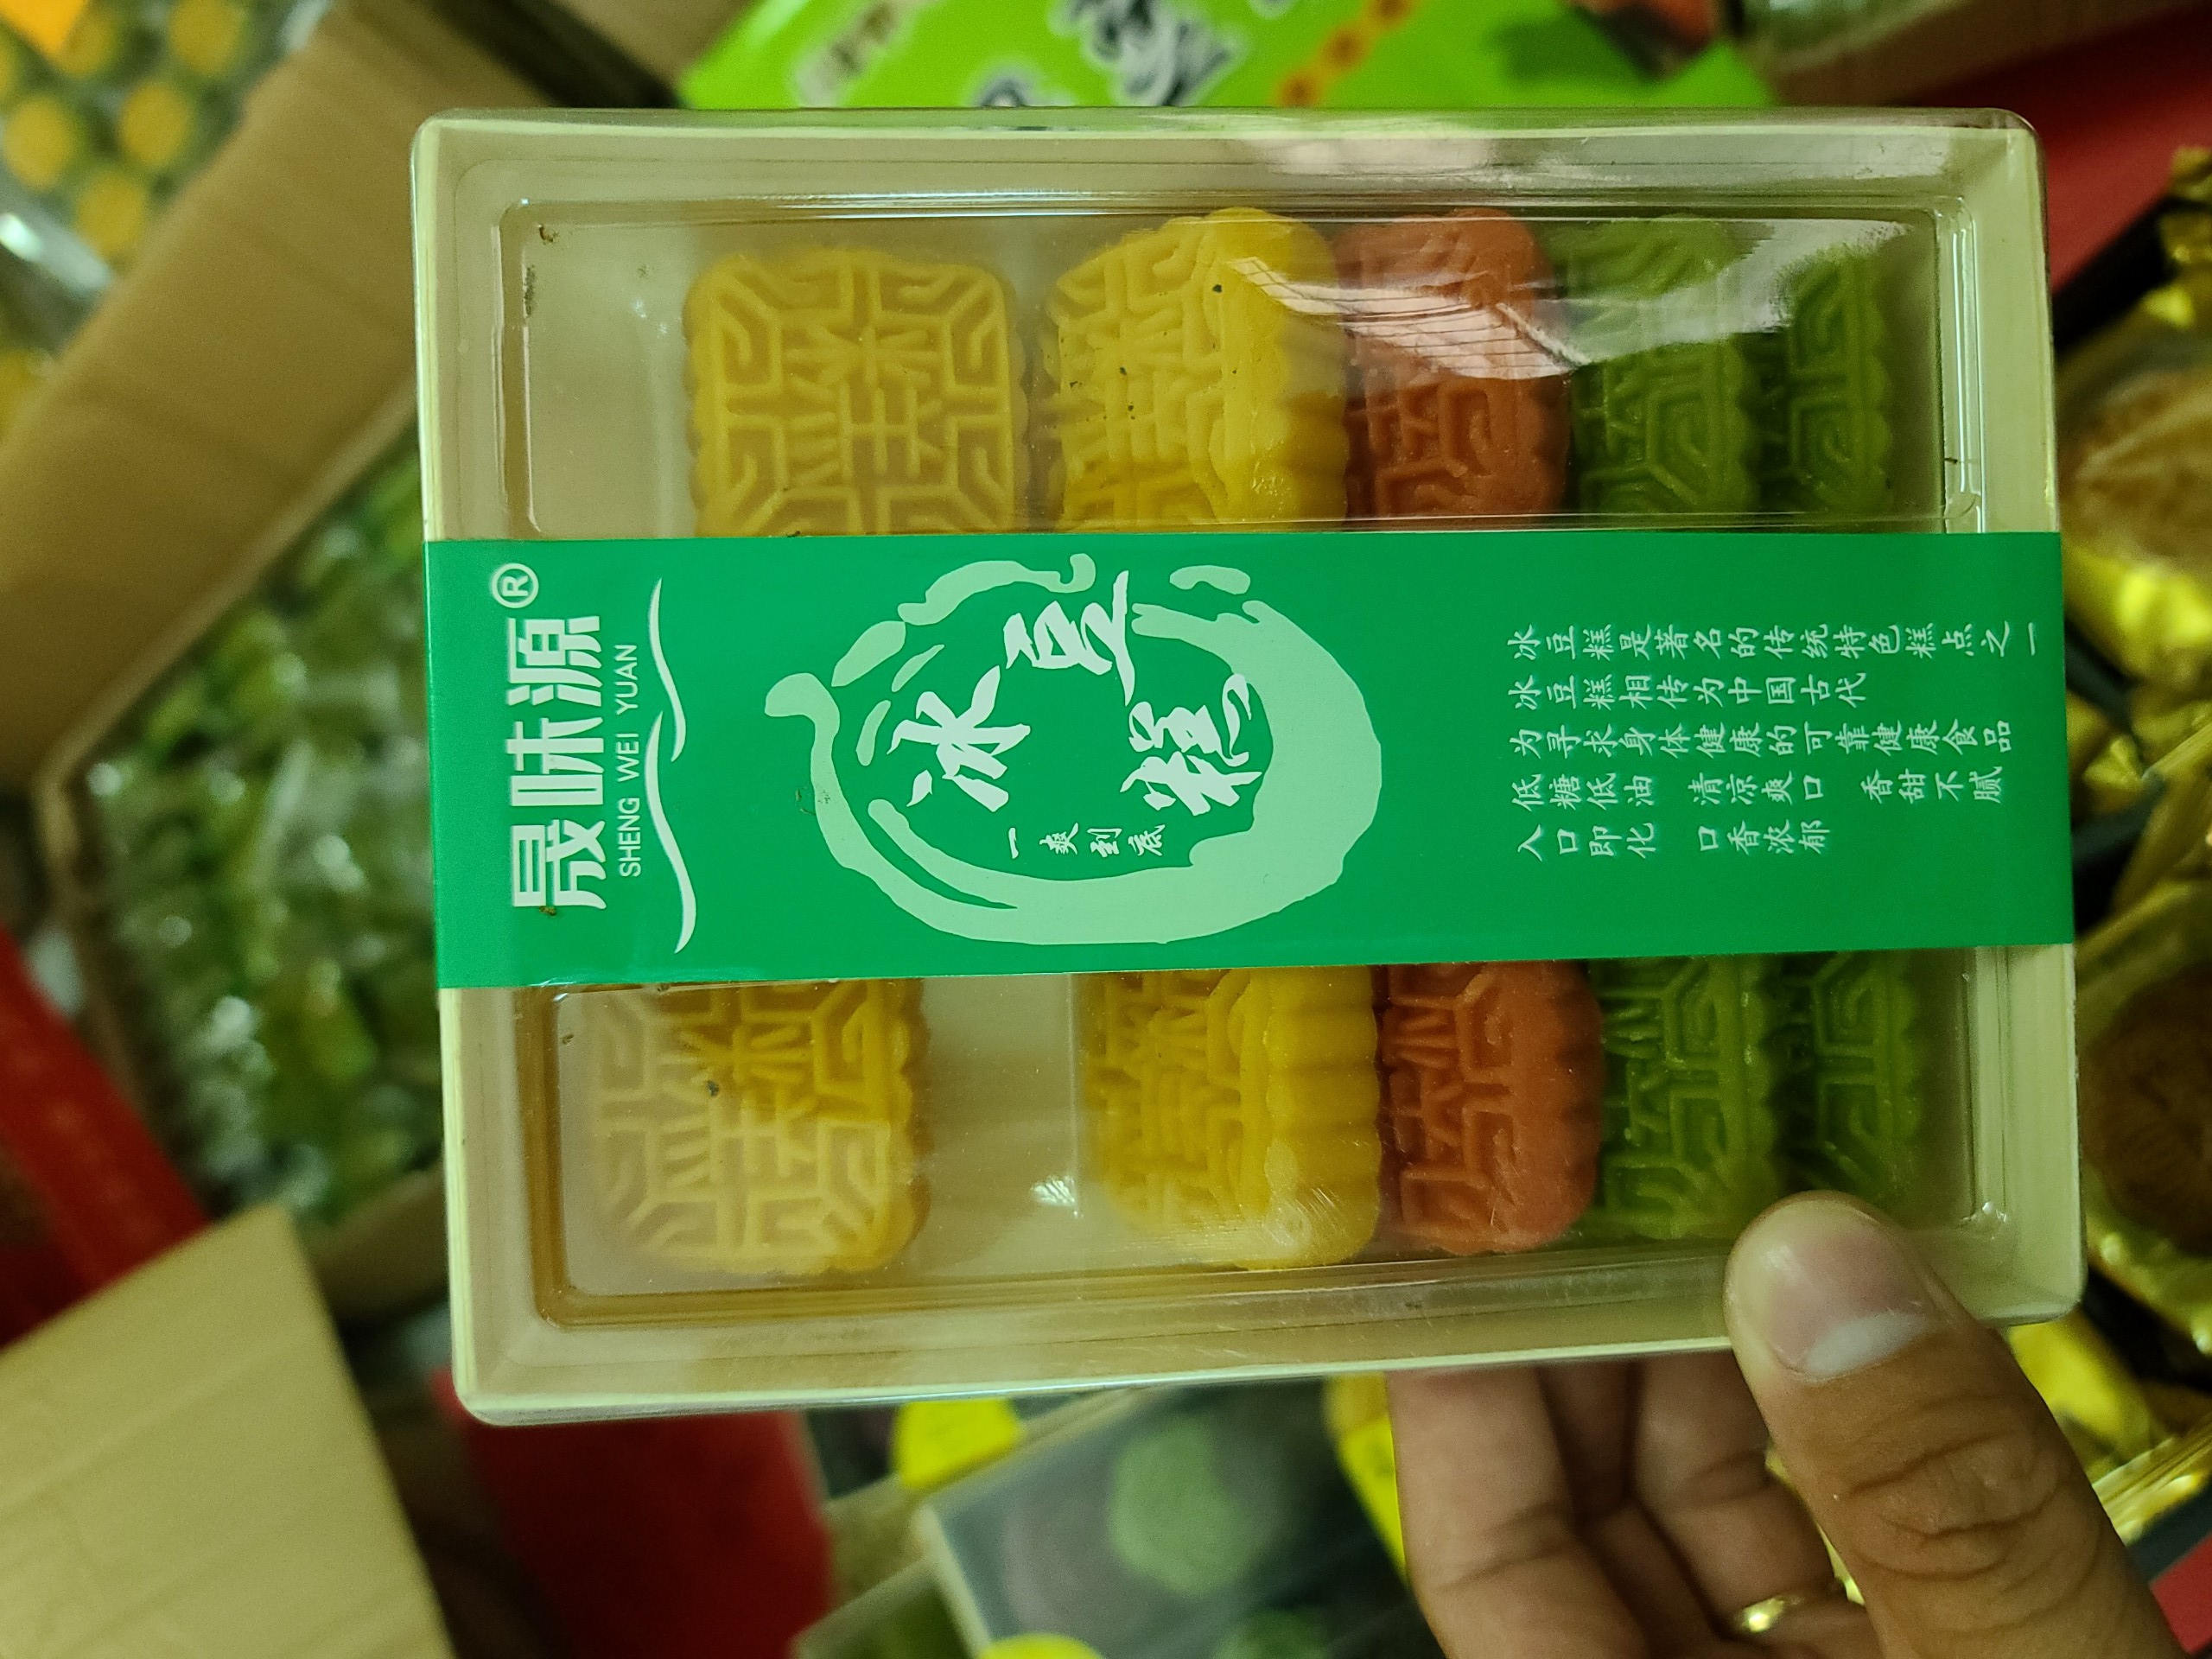 晟味源®
SHENG WEI YUAN
冰豆糕
一爽到底
冰豆糕是著名的传统特色糕点之一
冰豆糕相传为中国古代
为寻求身体健康的可靠健康食品
低糖低油 清凉爽口 香甜不腻
入口即化 口香浓郁